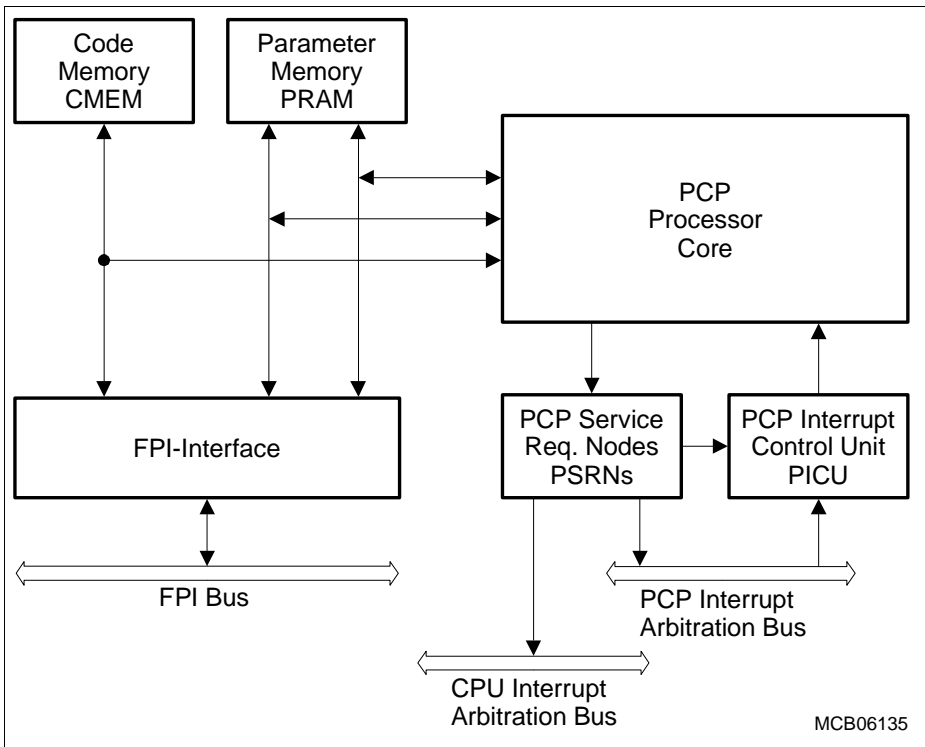 Code
Memory
CMEM
Parameter
Memory
PRAM
PCP
Processor
Core
FPI-Interface
PCP Service
Req. Nodes
PSRNs
PCP Interrupt
Control Unit
PICU
FPI Bus
PCP Interrupt
Arbitration Bus
CPU Interrupt
Arbitration Bus
MCB06135